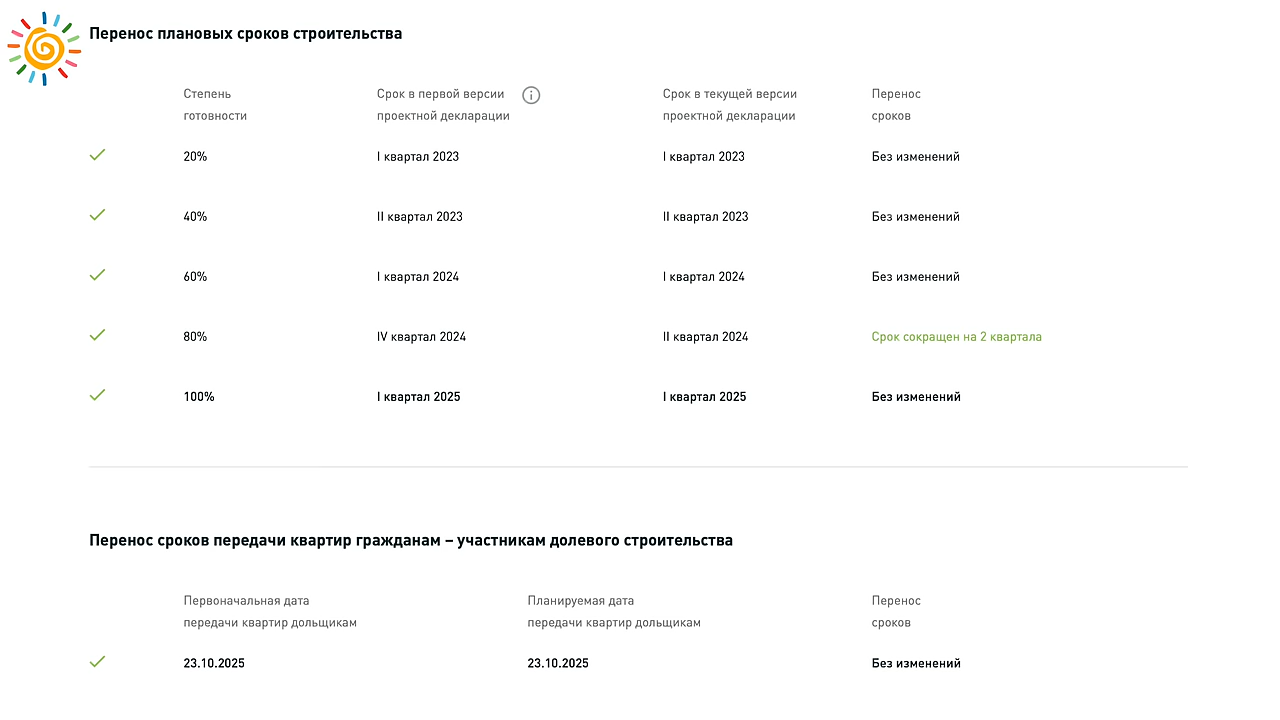 Перенос плановых сроков строительства
Степень готовности
Срок в первой версии проектной декларации
Срок в текущей версии проектной декларации
Перенос сроков
20% I квартал 2023 I квартал 2023 Без изменений
40% II квартал 2023 II квартал 2023 Без изменений
60% I квартал 2024 I квартал 2024 Без изменений
80% IV квартал 2024 II квартал 2024 Срок сокращен на 2 квартала
100% I квартал 2025 I квартал 2025 Без изменений
Перенос сроков передачи квартир гражданам – участникам долевого строительства
Первоначальная дата передачи квартир дольщикам
Планируемая дата передачи квартир дольщикам
Перенос сроков
23.10.2025 23.10.2025 Без изменений